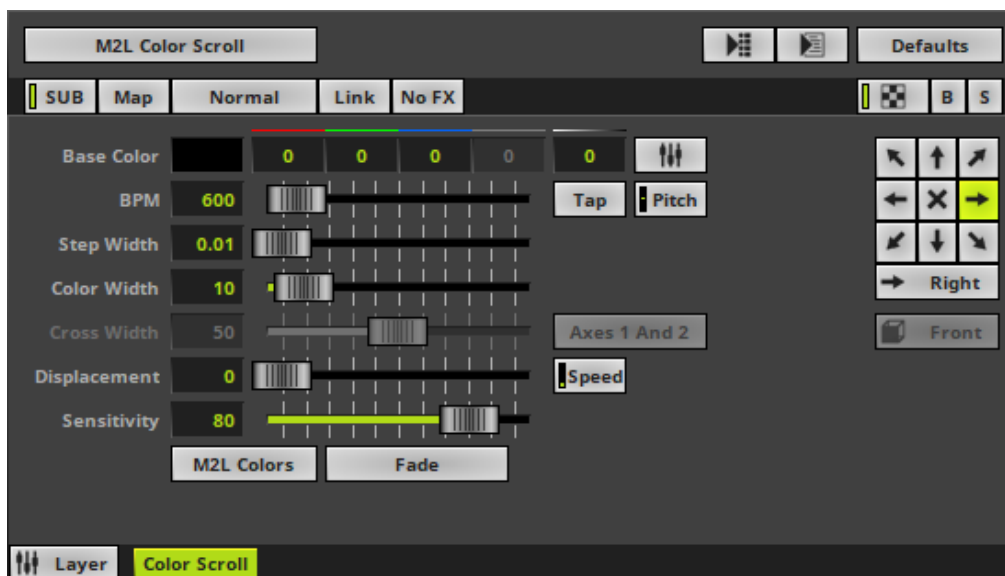 M2L Color Scroll Defaults
SUB Map Normal Link No FX B S
Base Color 0 0 0 0 0
BPM 600 Tap Pitch
Step Width 0.01
Color Width 10 Right
Cross Width 50 Axes 1 And 2 Front
Displacement 0 Speed
Sensitivity 80
M2L Colors Fade
Layer Color Scroll